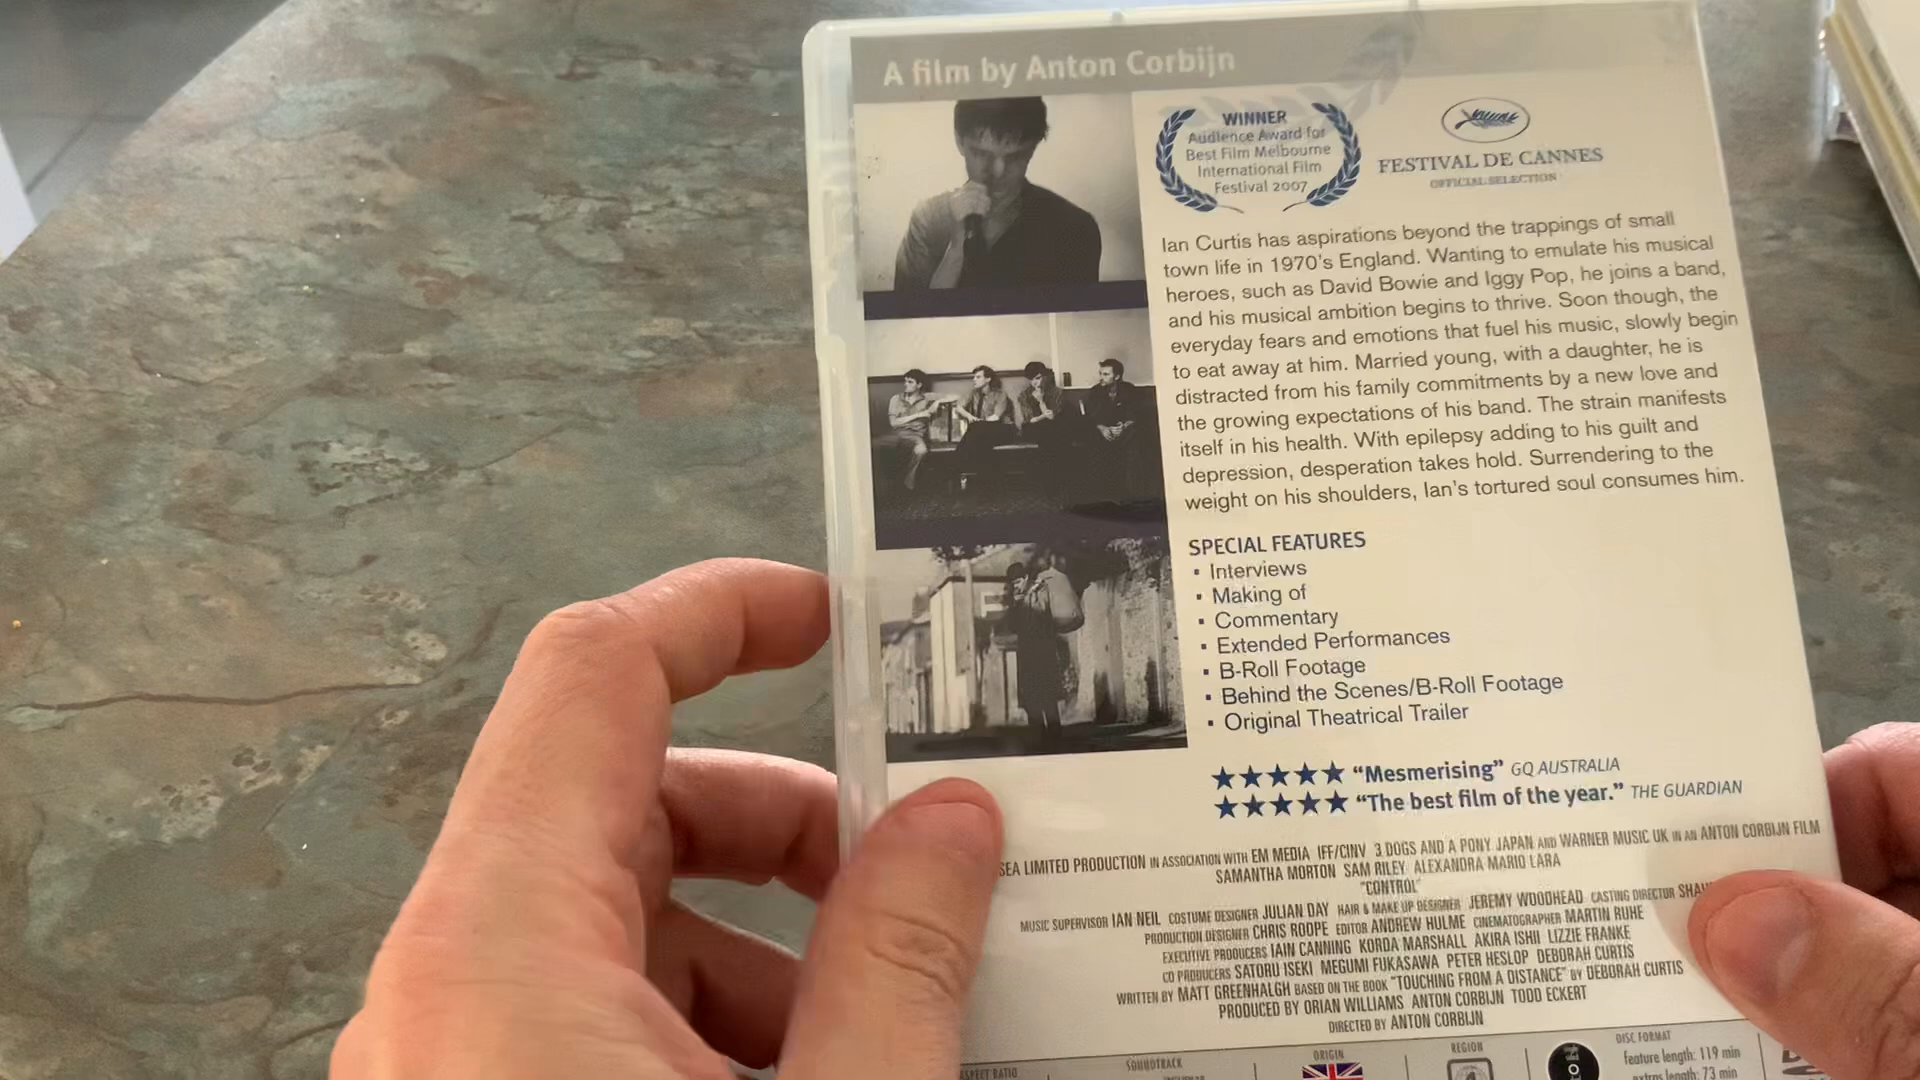 A film by Anton Corbijn
WINNER
Audience Award for
Best Film Melbourne
International Film
Festival 2007
FESTIVAL DE CANNES
OFFICIAL SELECTION
Ian Curtis has aspirations beyond the trappings of small
town life in 1970's England. Wanting to emulate his musical
heroes, such as David Bowie and Iggy Pop, he joins a band,
and his musical ambition begins to thrive. Soon though, the
everyday fears and emotions that fuel his music, slowly begin
to eat away at him. Married young, with a daughter, he is
distracted from his family commitments by a new love and
the growing expectations of his band. The strain manifests
itself in his health. With epilepsy adding to his guilt and
depression, desperation takes hold. Surrendering to the
weight on his shoulders, Ian's tortured soul consumes him.
SPECIAL FEATURES
• Interviews
• Making of
• Commentary
• Extended Performances
• B-Roll Footage
• Behind the Scenes/B-Roll Footage
• Original Theatrical Trailer
★★★★★ “Mesmerising” GQ AUSTRALIA
★★★★★ “The best film of the year.” THE GUARDIAN
SEA LIMITED PRODUCTION IN ASSOCIATION WITH EM MEDIA IFF/CINV 3 DOGS AND A PONY JAPAN AND WARNER MUSIC UK IN AN ANTON CORBIJN FILM
SAMANTHA MORTON SAM RILEY ALEXANDRA MARIA LARA
"CONTROL"
MUSIC SUPERVISOR IAN NEIL COSTUME DESIGNER JULIAN DAY HAIR & MAKE UP DESIGNER JEREMY WOODHEAD CASTING DIRECTOR
PRODUCTION DESIGNER CHRIS ROOPE EDITOR ANDREW HULME CINEMATOGRAPHER MARTIN RUHE
EXECUTIVE PRODUCERS IAIN CANNING KORDA MARSHALL AKIRA ISHII LIZZIE FRANKE
CO PRODUCERS SATORU ISEKI MEGUMI FUKASAWA PETER HESLOP DEBORAH CURTIS
WRITTEN BY MATT GREENHALGH BASED ON THE BOOK "TOUCHING FROM A DISTANCE" BY DEBORAH CURTIS
PRODUCED BY ORIAN WILLIAMS ANTON CORBIJN TODD ECKERT
DIRECTED BY ANTON CORBIJN
ASPECT RATIO
SOUNDTRACK
ORIGIN
REGION
4
DISC FORMAT
feature length: 119 min
extras length: 73 min